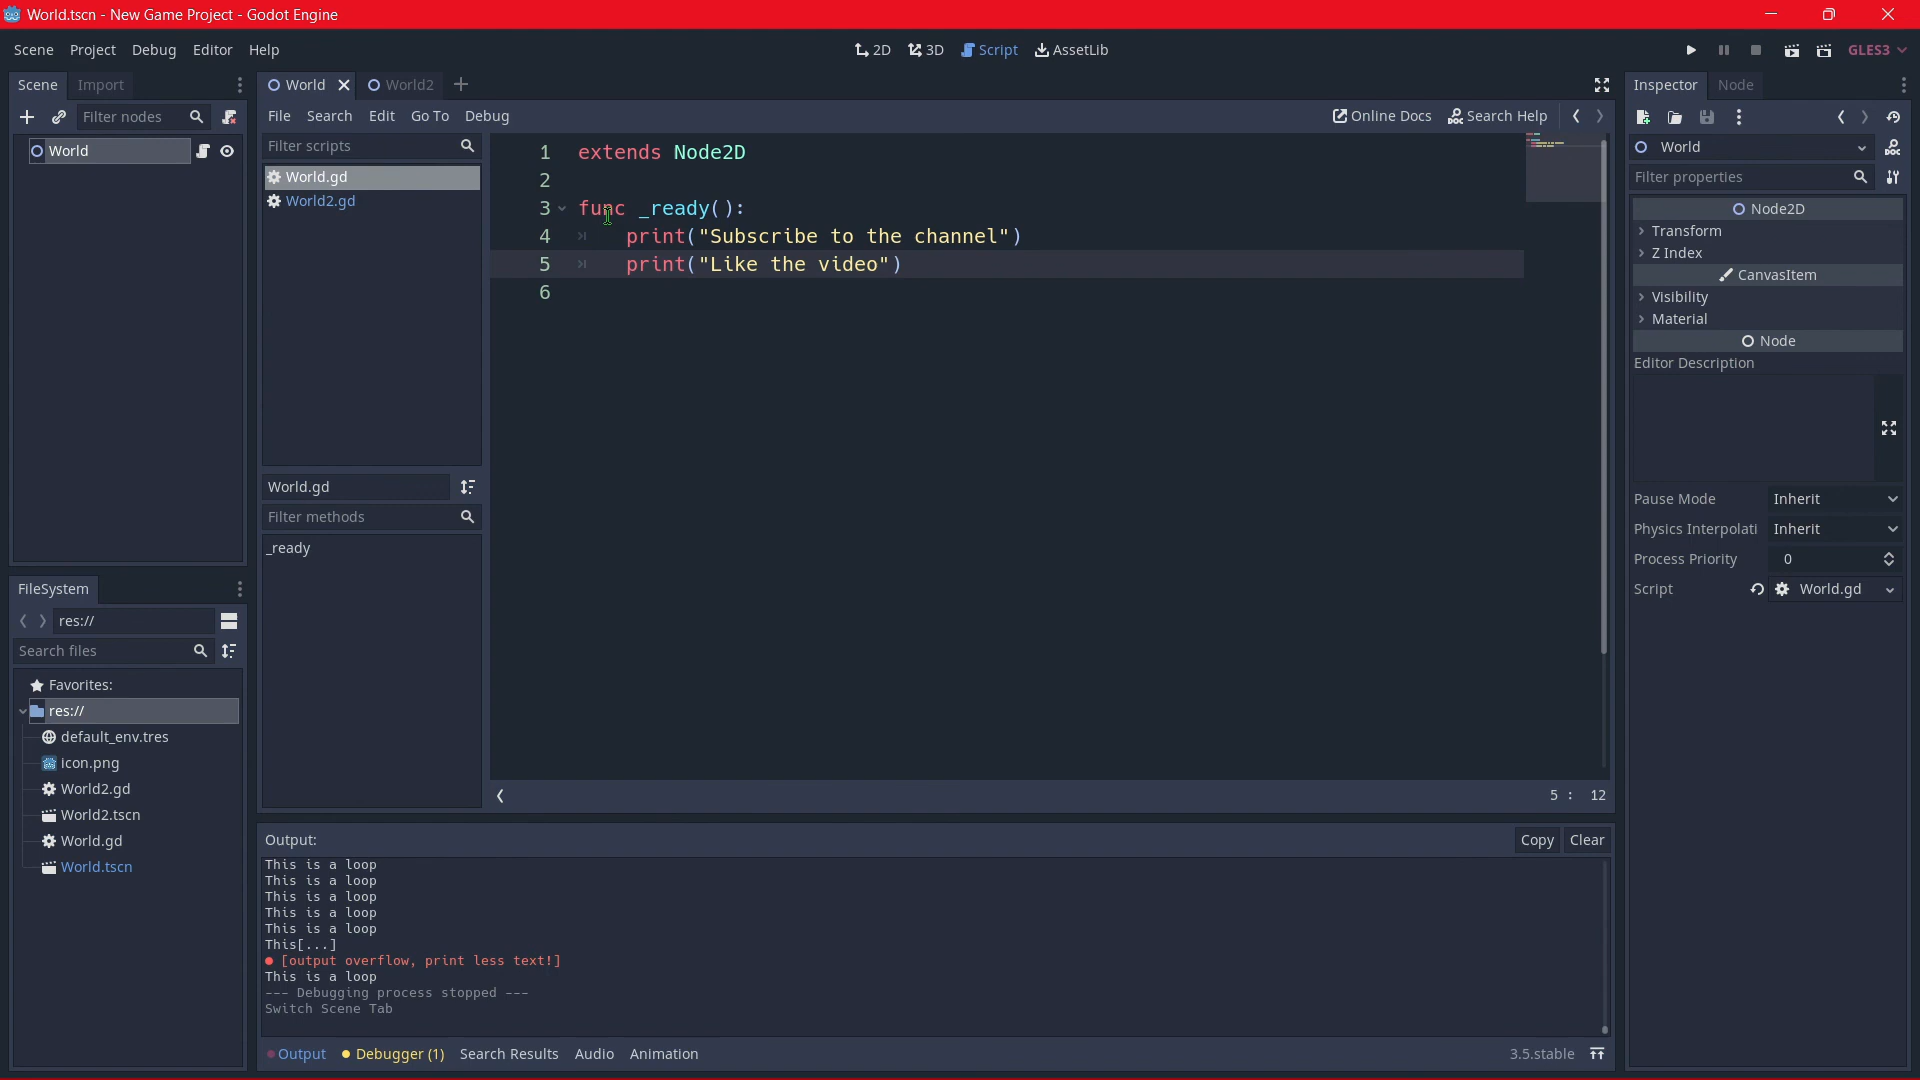 World.tscn - New Game Project - Godot Engine
Scene Project Debug Editor Help
2D 3D Script AssetLib
GLES3
Scene Import
Filter nodes
World
World World2
File Search Edit Go To Debug
Online Docs Search Help
Filter scripts
World.gd
World2.gd
World.gd
Filter methods
_ready
1 extends Node2D
2
3 func _ready():
4 print("Subscribe to the channel")
5 print("Like the video")
6
5 : 12
Inspector Node
World
Filter properties
Node2D
Transform
Z Index
CanvasItem
Visibility
Material
Node
Editor Description
Pause Mode Inherit
Physics Interpolati Inherit
Process Priority 0
Script World.gd
FileSystem
res://
Search files
Favorites:
res://
default_env.tres
icon.png
World2.gd
World2.tscn
World.gd
World.tscn
Output:
Copy Clear
This is a loop
This is a loop
This is a loop
This is a loop
This is a loop
This[...]
[output overflow, print less text!]
This is a loop
--- Debugging process stopped ---
Switch Scene Tab
Output Debugger (1) Search Results Audio Animation
3.5.stable